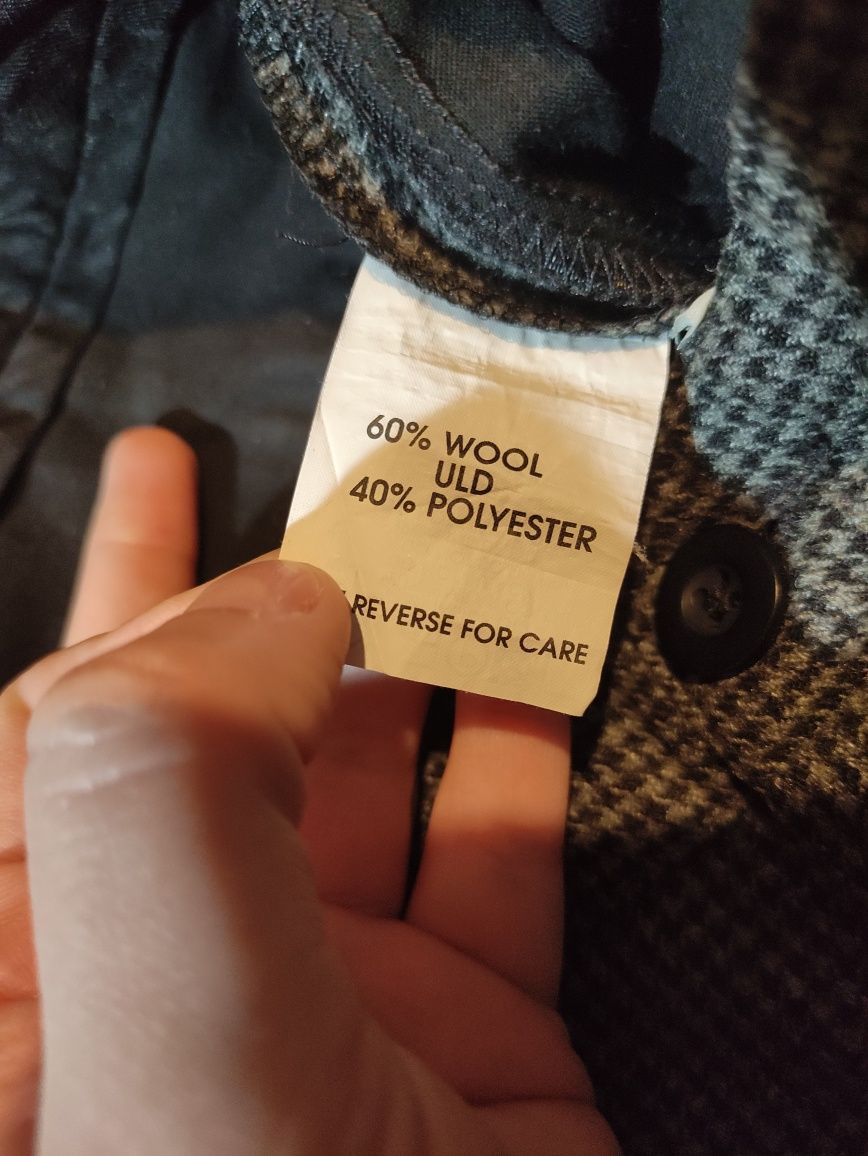 60% WOOL
ULD
40% POLYESTER
REVERSE FOR CARE